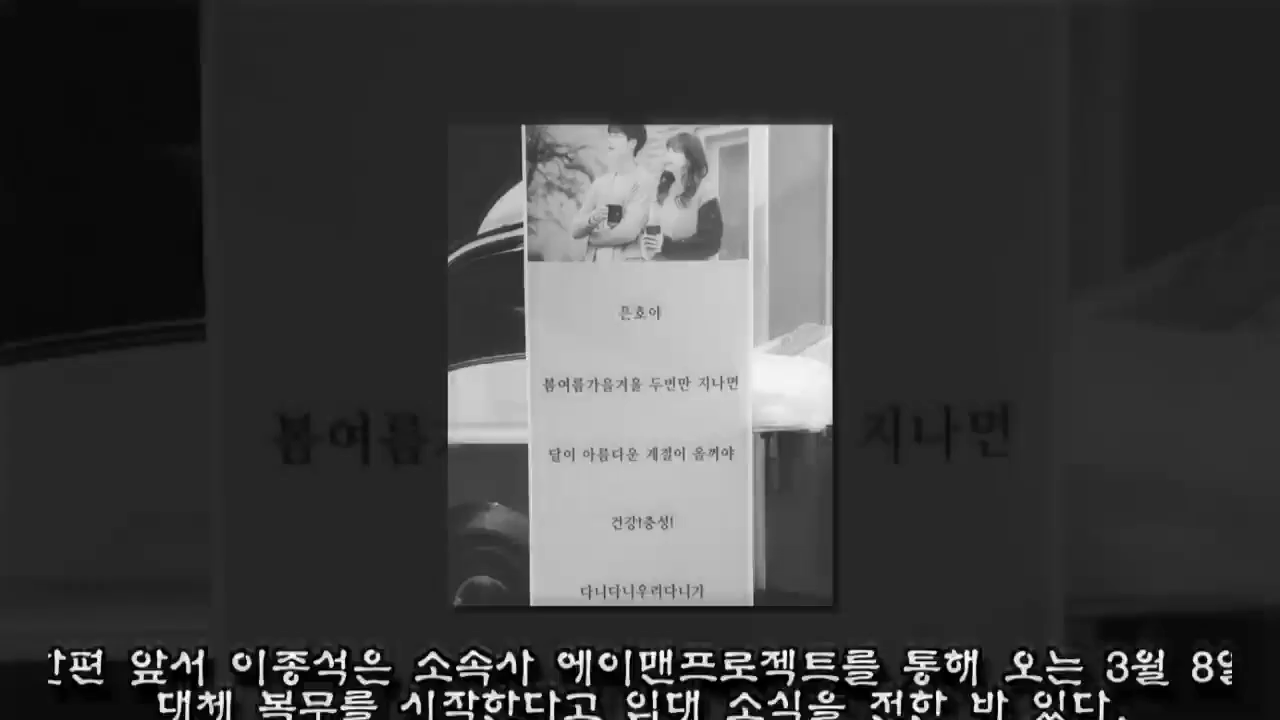 은호야
봄여름가을겨울 두번만 지나면
달이 아름다운 계절이 올꺼야
건강!충성!
다니다니우리다니기
봄여름
지나면
한편 앞서 이종석은 소속사 에이맨프로젝트를 통해 오는 3월 8일
대체 복무를 시작한다고 입대 소식을 전한 바 있다.